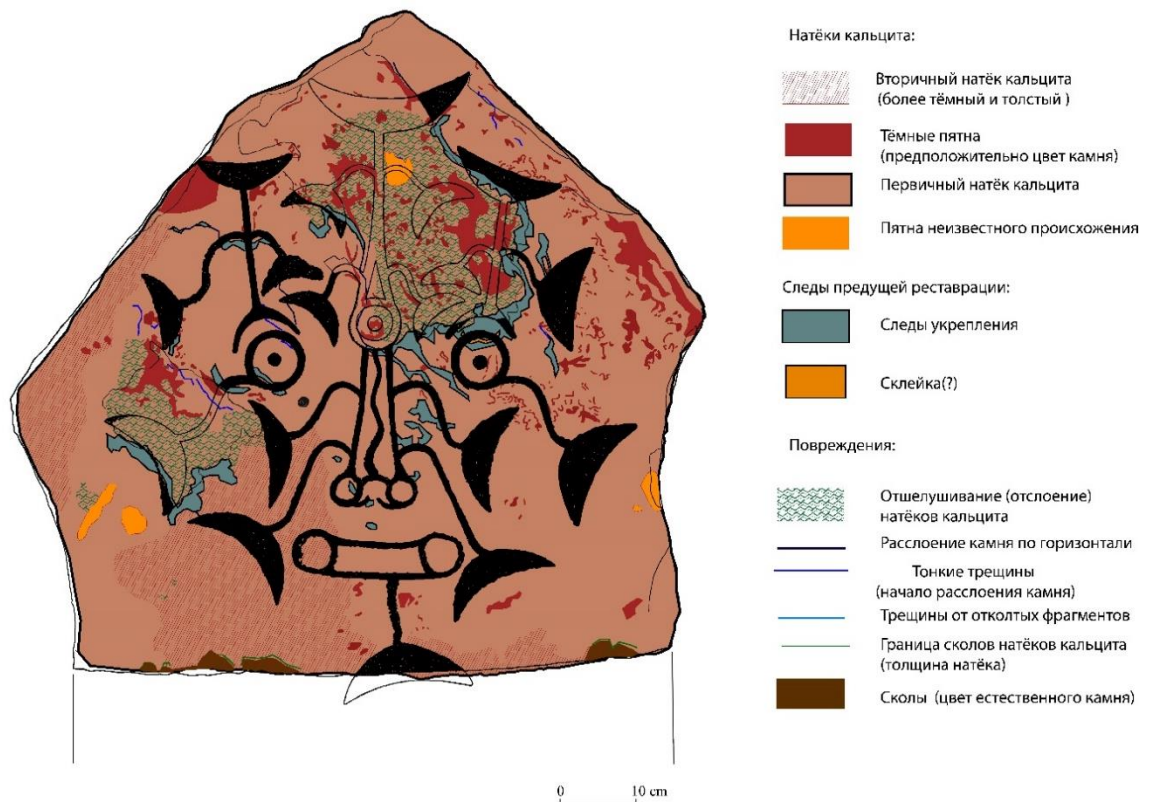 Натёки кальцита:
Вторичный натёк кальцита
(более тёмный и толстый )
Тёмные пятна
(предположительно цвет камня)
Первичный натёк кальцита
Пятна неизвестного происхожения
Следы предущей реставрации:
Следы укрепления
Склейка(?)
Повреждения:
Отшелушивание (отслоение)
натёков кальцита
Расслоение камня по горизонтали
Тонкие трещины
(начало расслоения камня)
Трещины от отколтых фрагментов
Граница сколов натёков кальцита
(толщина натёка)
Сколы (цвет естественного камня)
0 10 cm